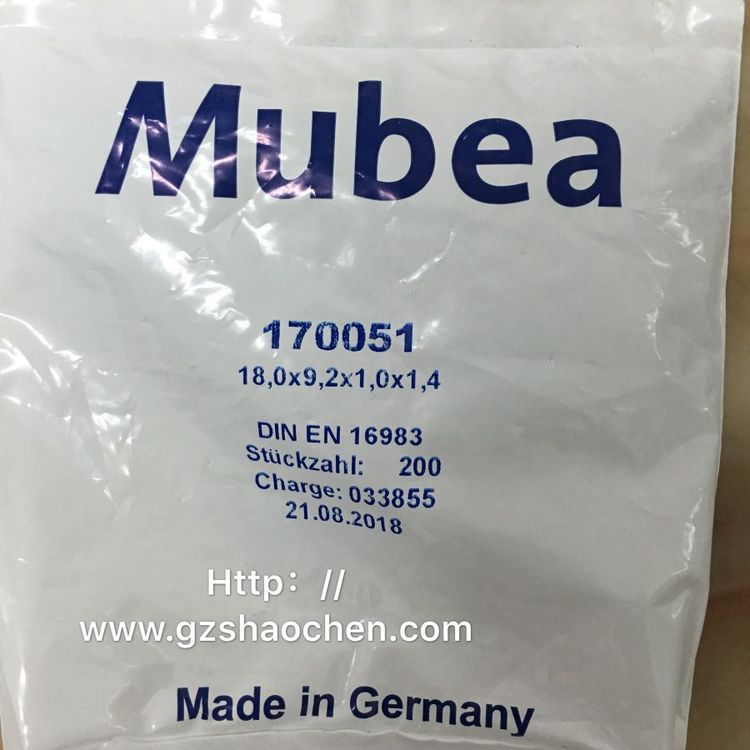 Mubea
170051
18,0x9,2x1,0x1,4
DIN EN 16983
Stückzahl: 200
Charge: 033855
21.08.2018
Http：//
www.gzshaochen.com
Made in Germany